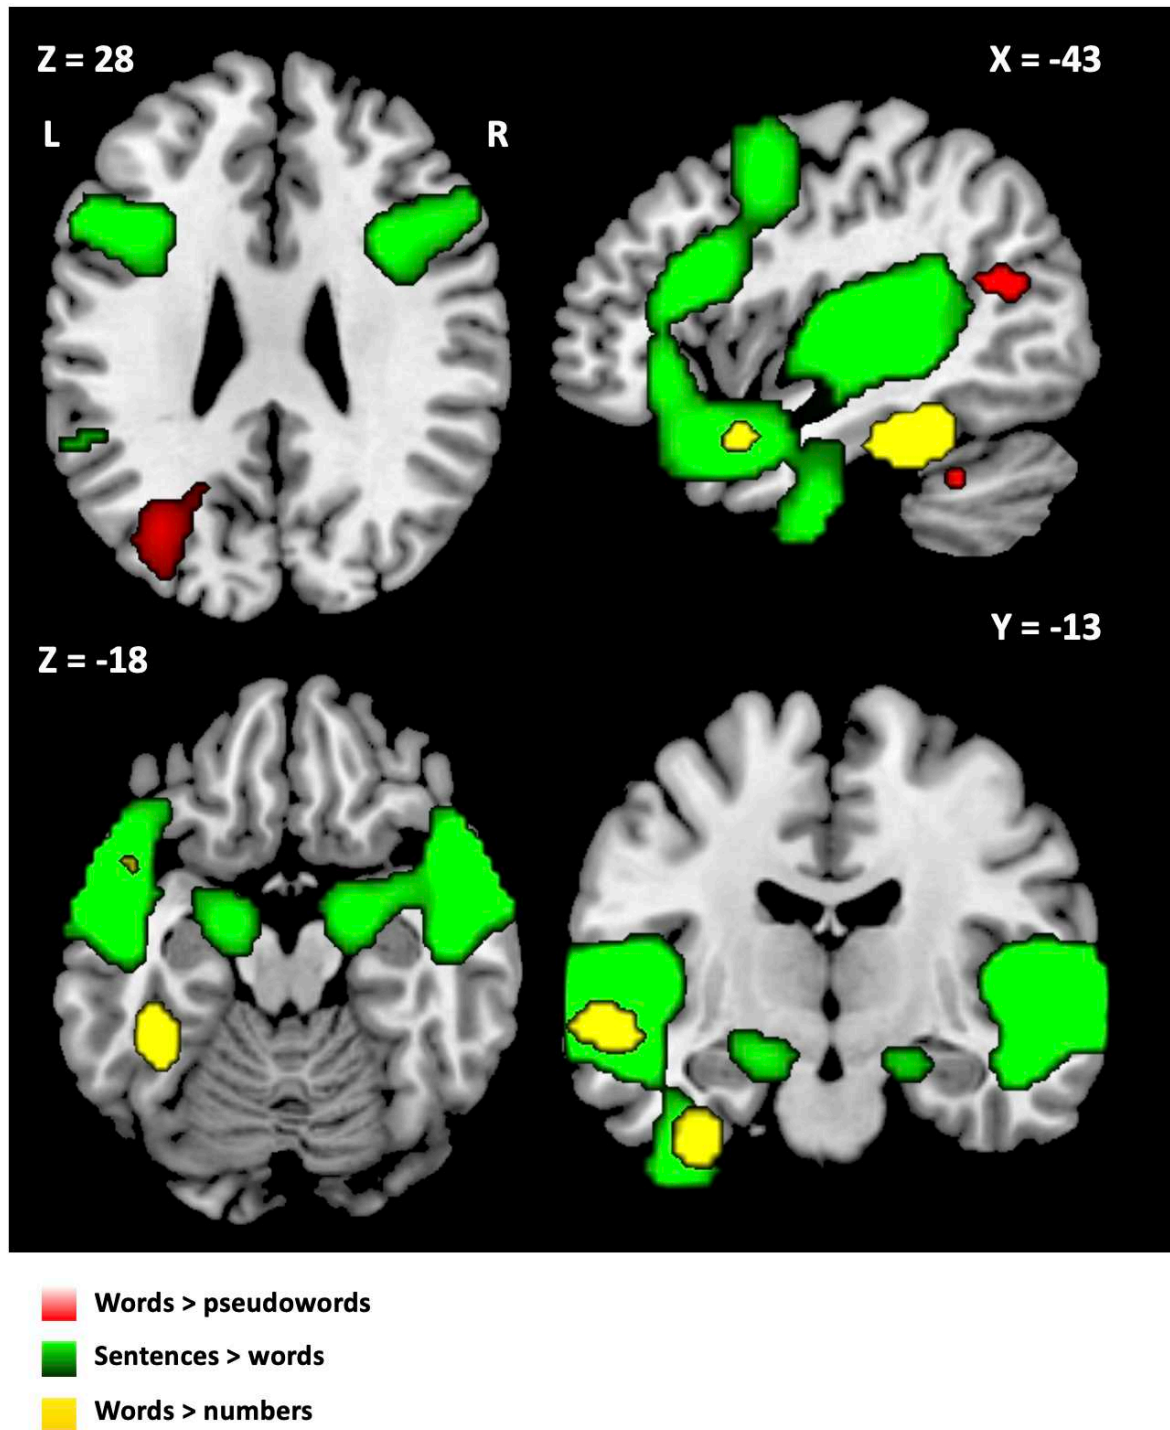 Z = 28
X = -43
L
R
Z = -18
Y = -13
Words > pseudowords
Sentences > words
Words > numbers